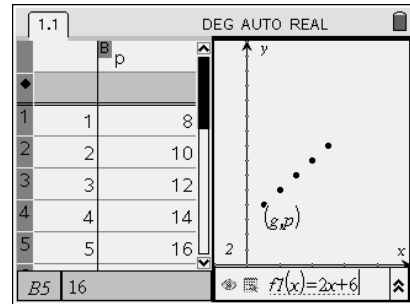 1.1 DEG AUTO REAL
B p
◆
1 1 8
2 2 10
3 3 12
4 4 14
5 5 16
B5 16
y
(g,p)
2 x
f7(x)=2x+6